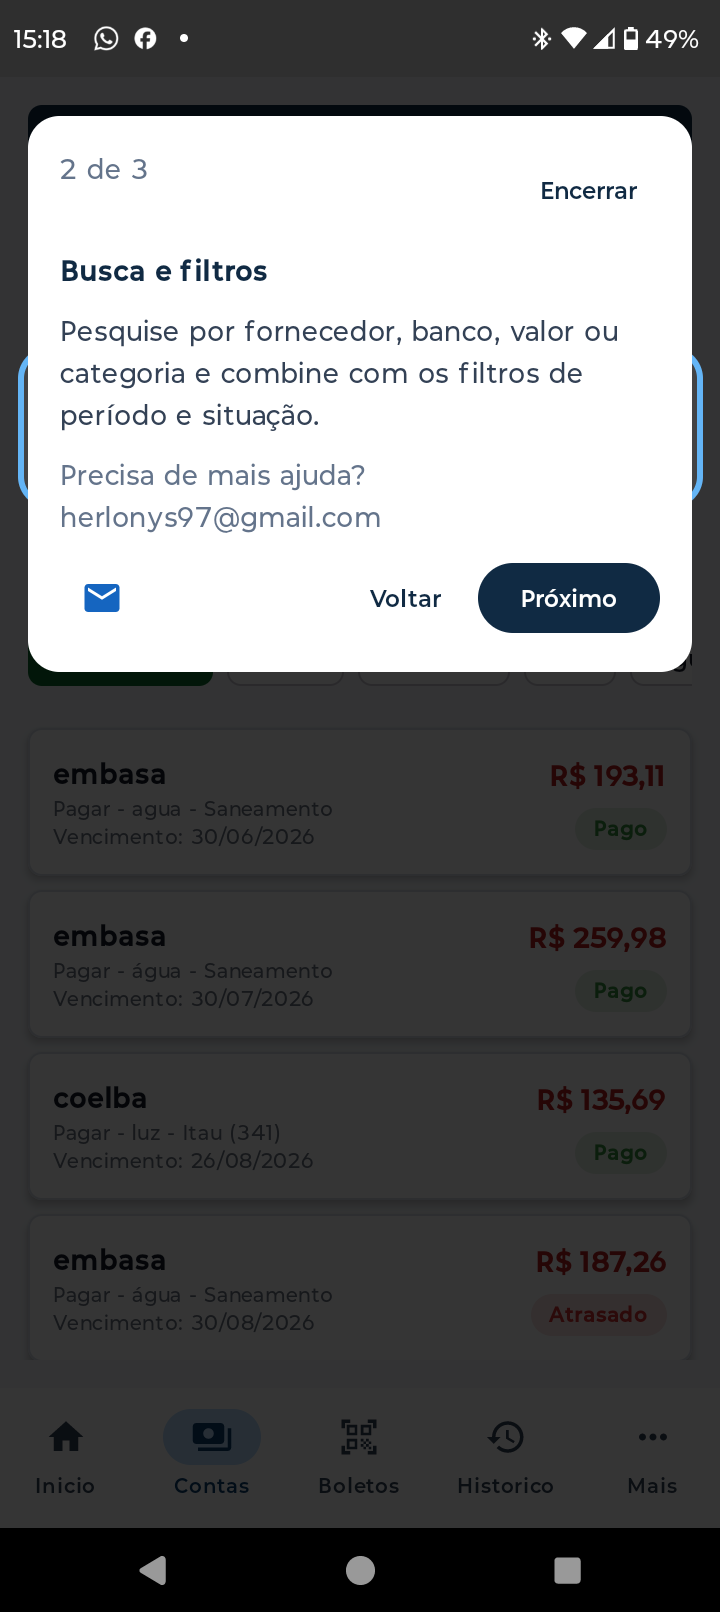 15:18
49%
2 de 3
Encerrar
Busca e filtros
Pesquise por fornecedor, banco, valor ou
categoria e combine com os filtros de
período e situação.
Precisa de mais ajuda?
herlonys97@gmail.com
Voltar
Próximo
embasa
R$ 193,11
Pagar - agua - Saneamento
Vencimento: 30/06/2026
Pago
embasa
R$ 259,98
Pagar - água - Saneamento
Vencimento: 30/07/2026
Pago
coelba
R$ 135,69
Pagar - luz - Itau (341)
Vencimento: 26/08/2026
Pago
embasa
R$ 187,26
Pagar - água - Saneamento
Vencimento: 30/08/2026
Atrasado
Inicio
Contas
Boletos
Historico
Mais